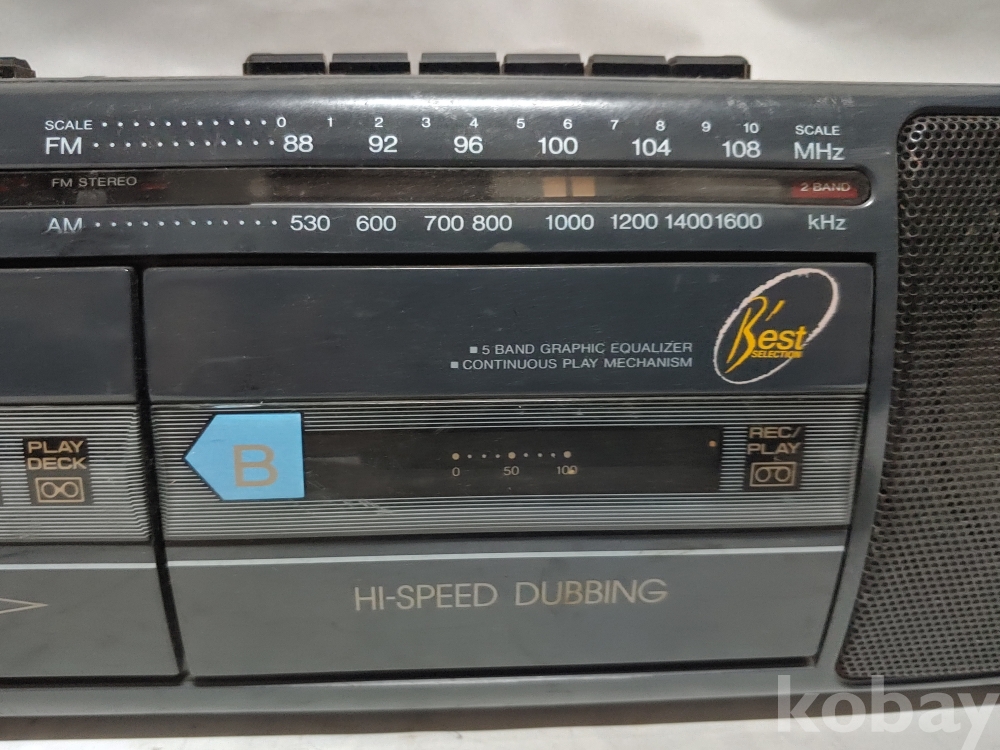 SCALE 0 1 2 3 4 5 6 7 8 9 10 SCALE
FM 88 92 96 100 104 108 MHz
FM STEREO 2 BAND
AM 530 600 700 800 1000 1200 1400 1600 kHz
B'est
SELECTION
5 BAND GRAPHIC EQUALIZER
CONTINUOUS PLAY MECHANISM
PLAY
DECK
B
0 50 100
REC/
PLAY
HI-SPEED DUBBING
kobay